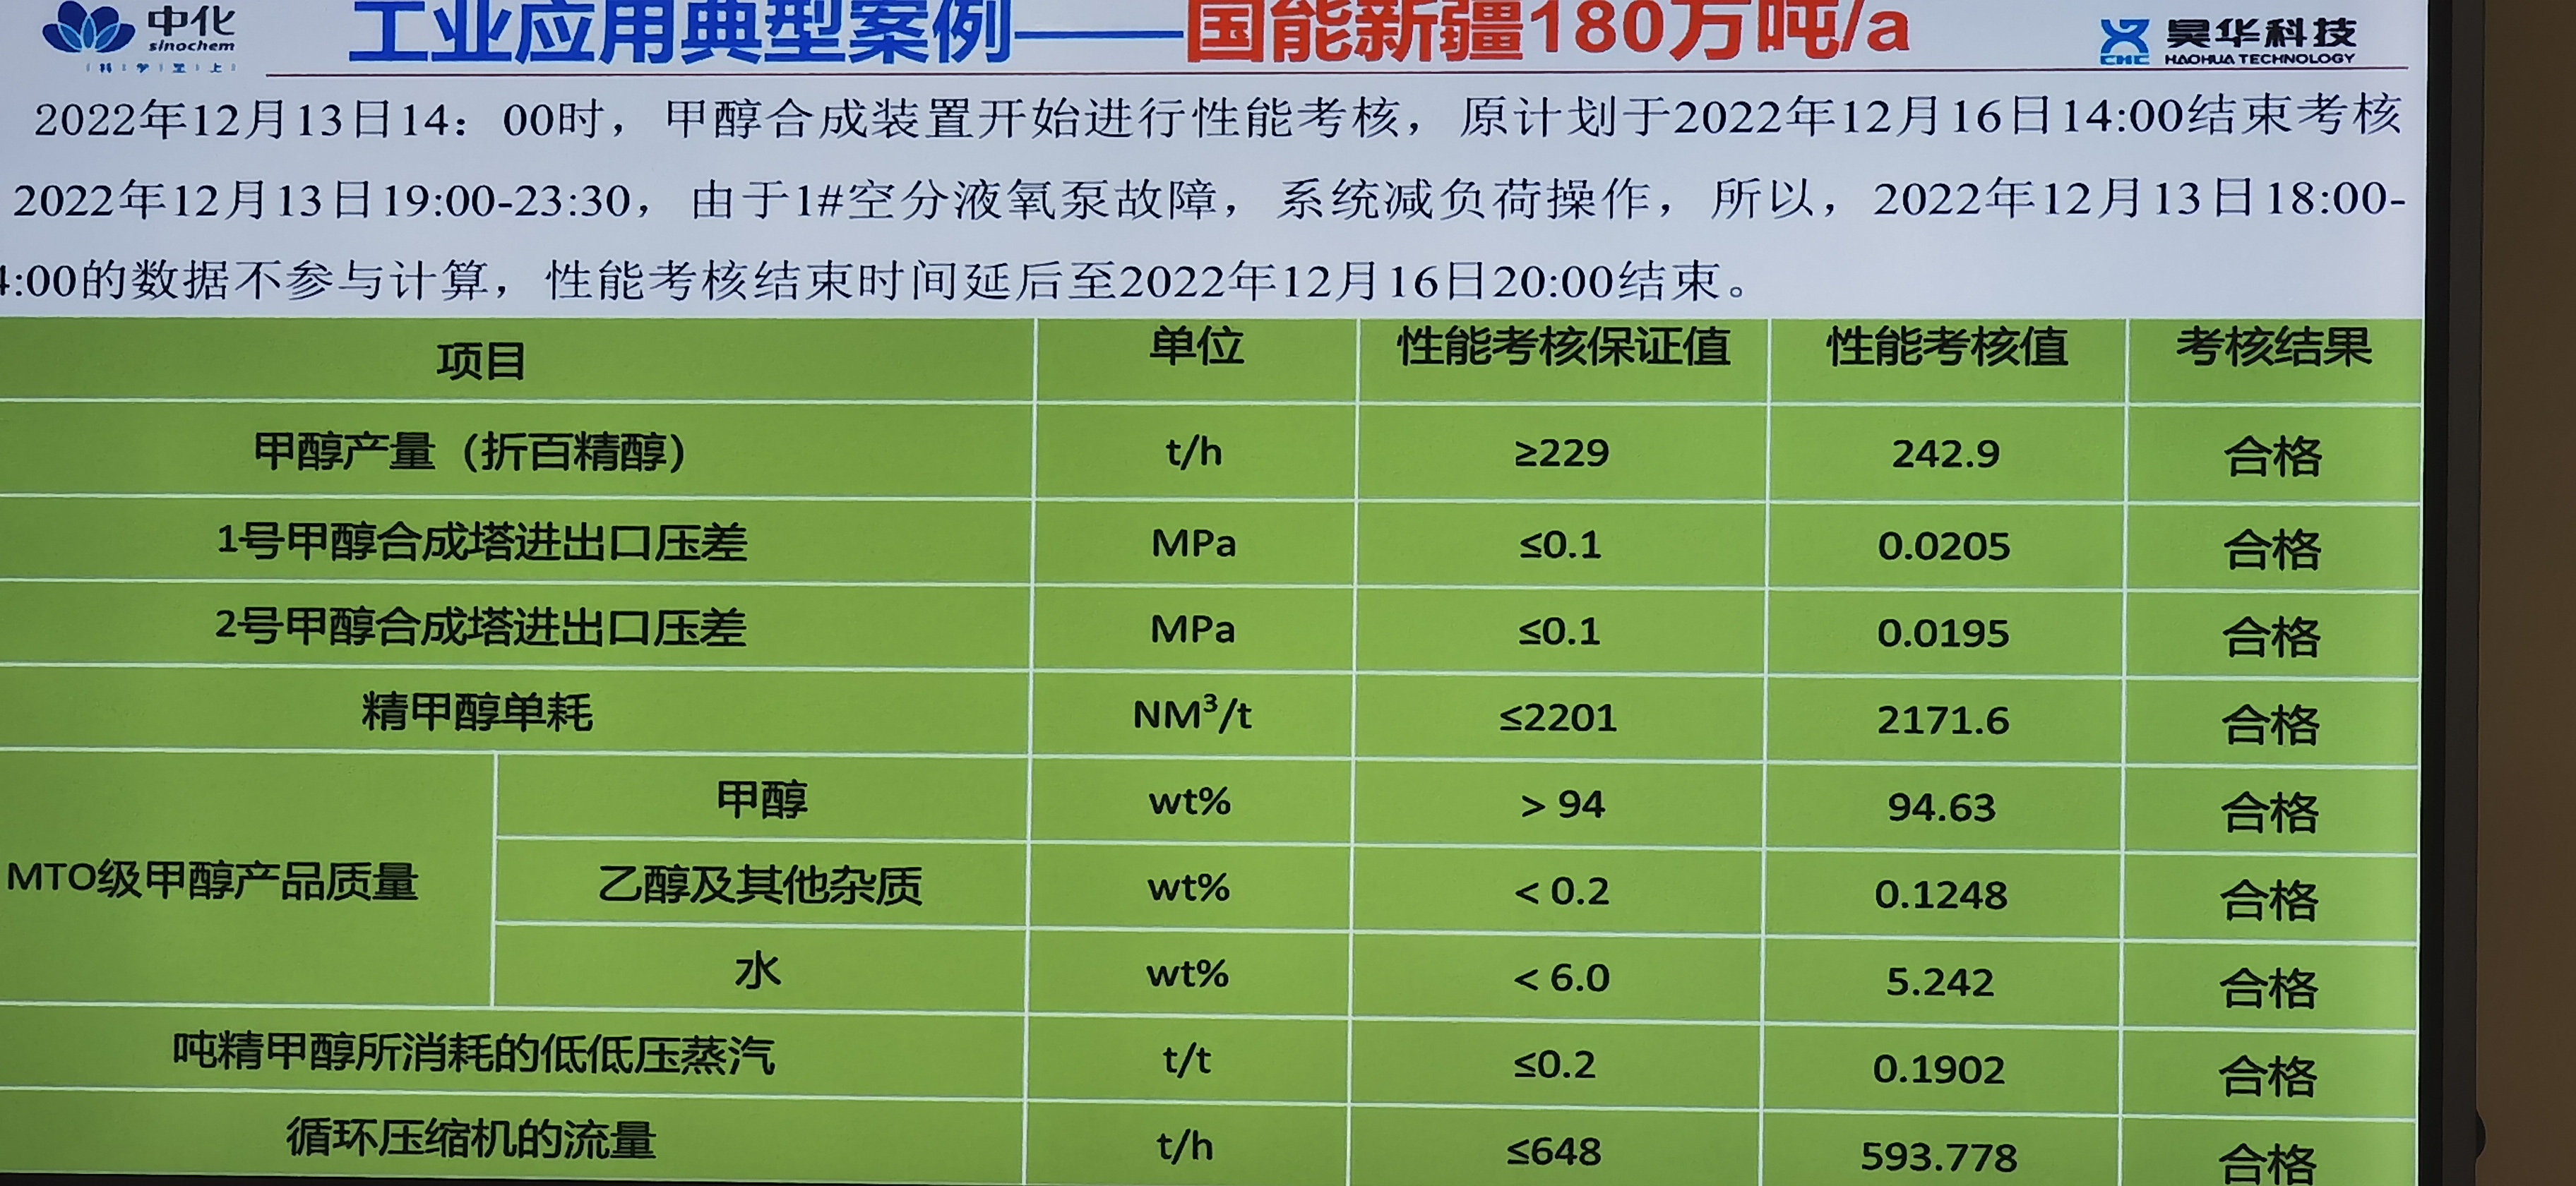 中化
sinochem
科学至上
工业应用典型案例——国能新疆180万吨/a
昊华科技
CHC HAOHUA TECHNOLOGY
2022年12月13日14：00时，甲醇合成装置开始进行性能考核，原计划于2022年12月16日14:00结束考核
2022年12月13日19:00-23:30，由于1#空分液氧泵故障，系统减负荷操作，所以，2022年12月13日18:00-
4:00的数据不参与计算，性能考核结束时间延后至2022年12月16日20:00结束。
项目 单位 性能考核保证值 性能考核值 考核结果
甲醇产量（折百精醇） t/h ≥229 242.9 合格
1号甲醇合成塔进出口压差 MPa ≤0.1 0.0205 合格
2号甲醇合成塔进出口压差 MPa ≤0.1 0.0195 合格
精甲醇单耗 NM³/t ≤2201 2171.6 合格
MTO级甲醇产品质量
甲醇 wt% ＞94 94.63 合格
乙醇及其他杂质 wt% ＜0.2 0.1248 合格
水 wt% ＜6.0 5.242 合格
吨精甲醇所消耗的低低压蒸汽 t/t ≤0.2 0.1902 合格
循环压缩机的流量 t/h ≤648 593.778 合格